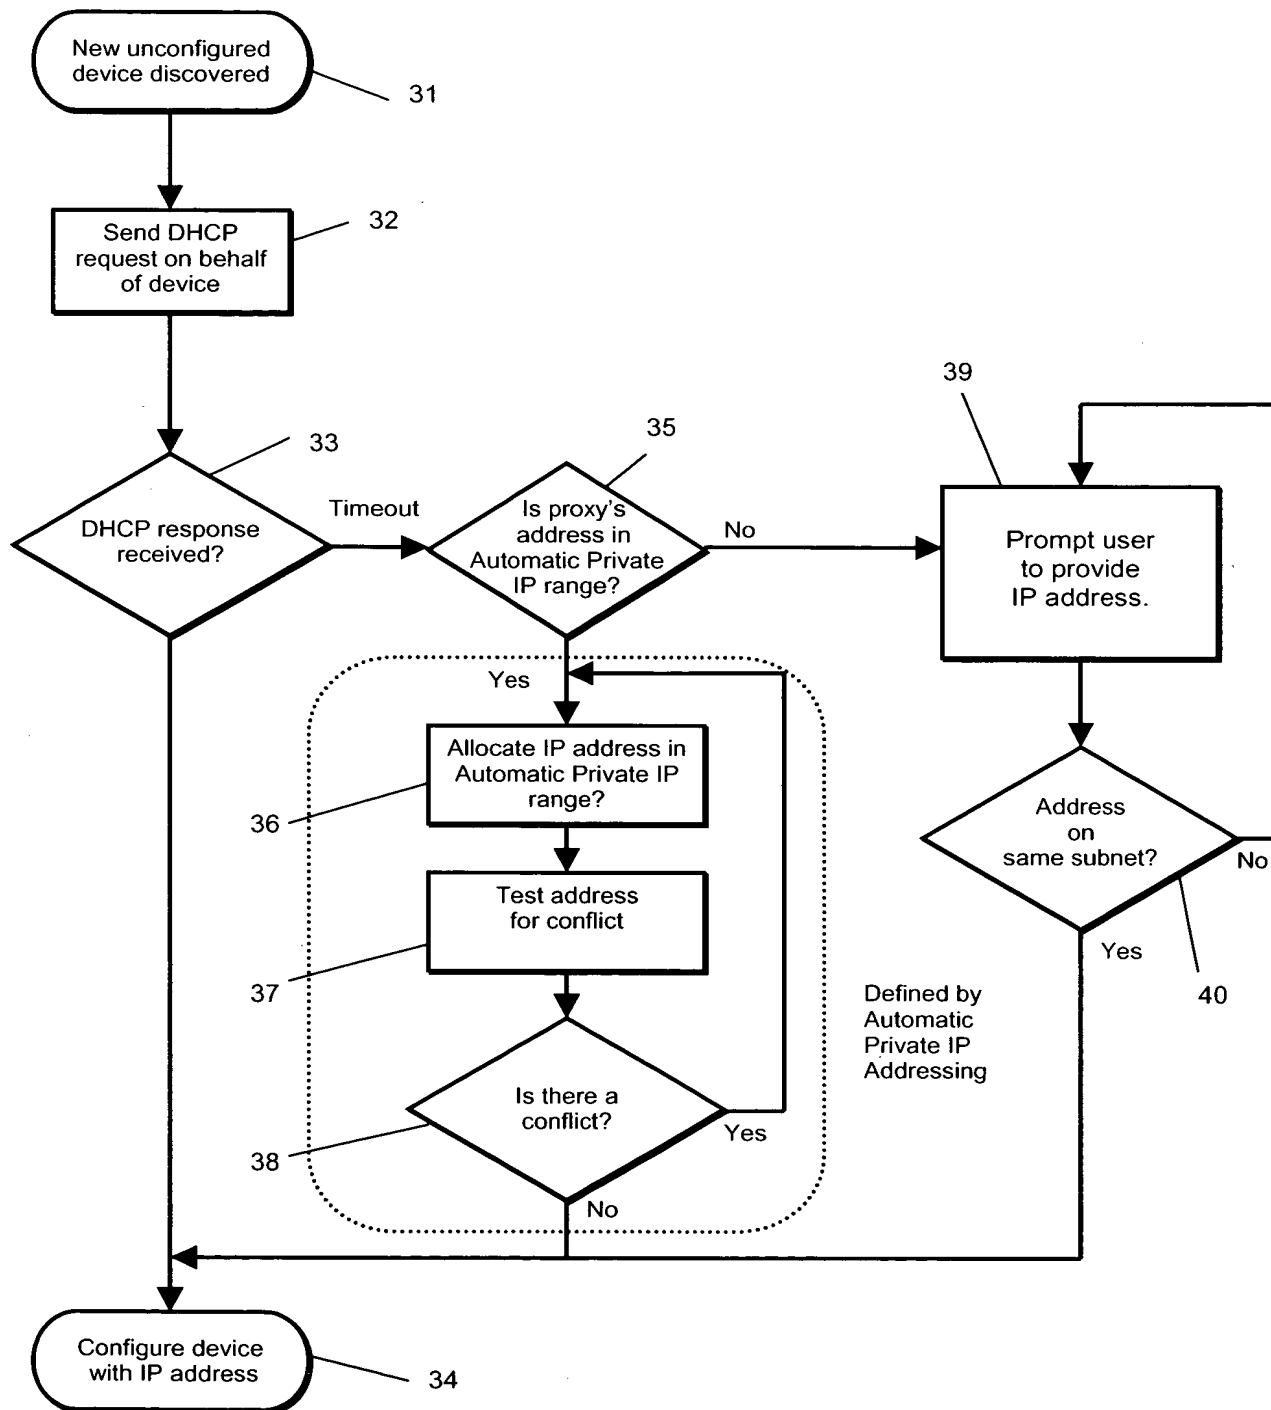 New unconfigured
device discovered
31
Send DHCP
request on behalf
of device
32
39
33
35
DHCP response
received?
Timeout
Is proxy's
address in
Automatic Private
IP range?
No
Prompt user
to provide
IP address.
Yes
Allocate IP address in
Automatic Private IP
range?
36
Test address
for conflict
37
Address
on
same subnet?
No
Yes
40
Defined by
Automatic
Private IP
Addressing
Is there a
conflict?
Yes
38
No
Configure device
with IP address
34